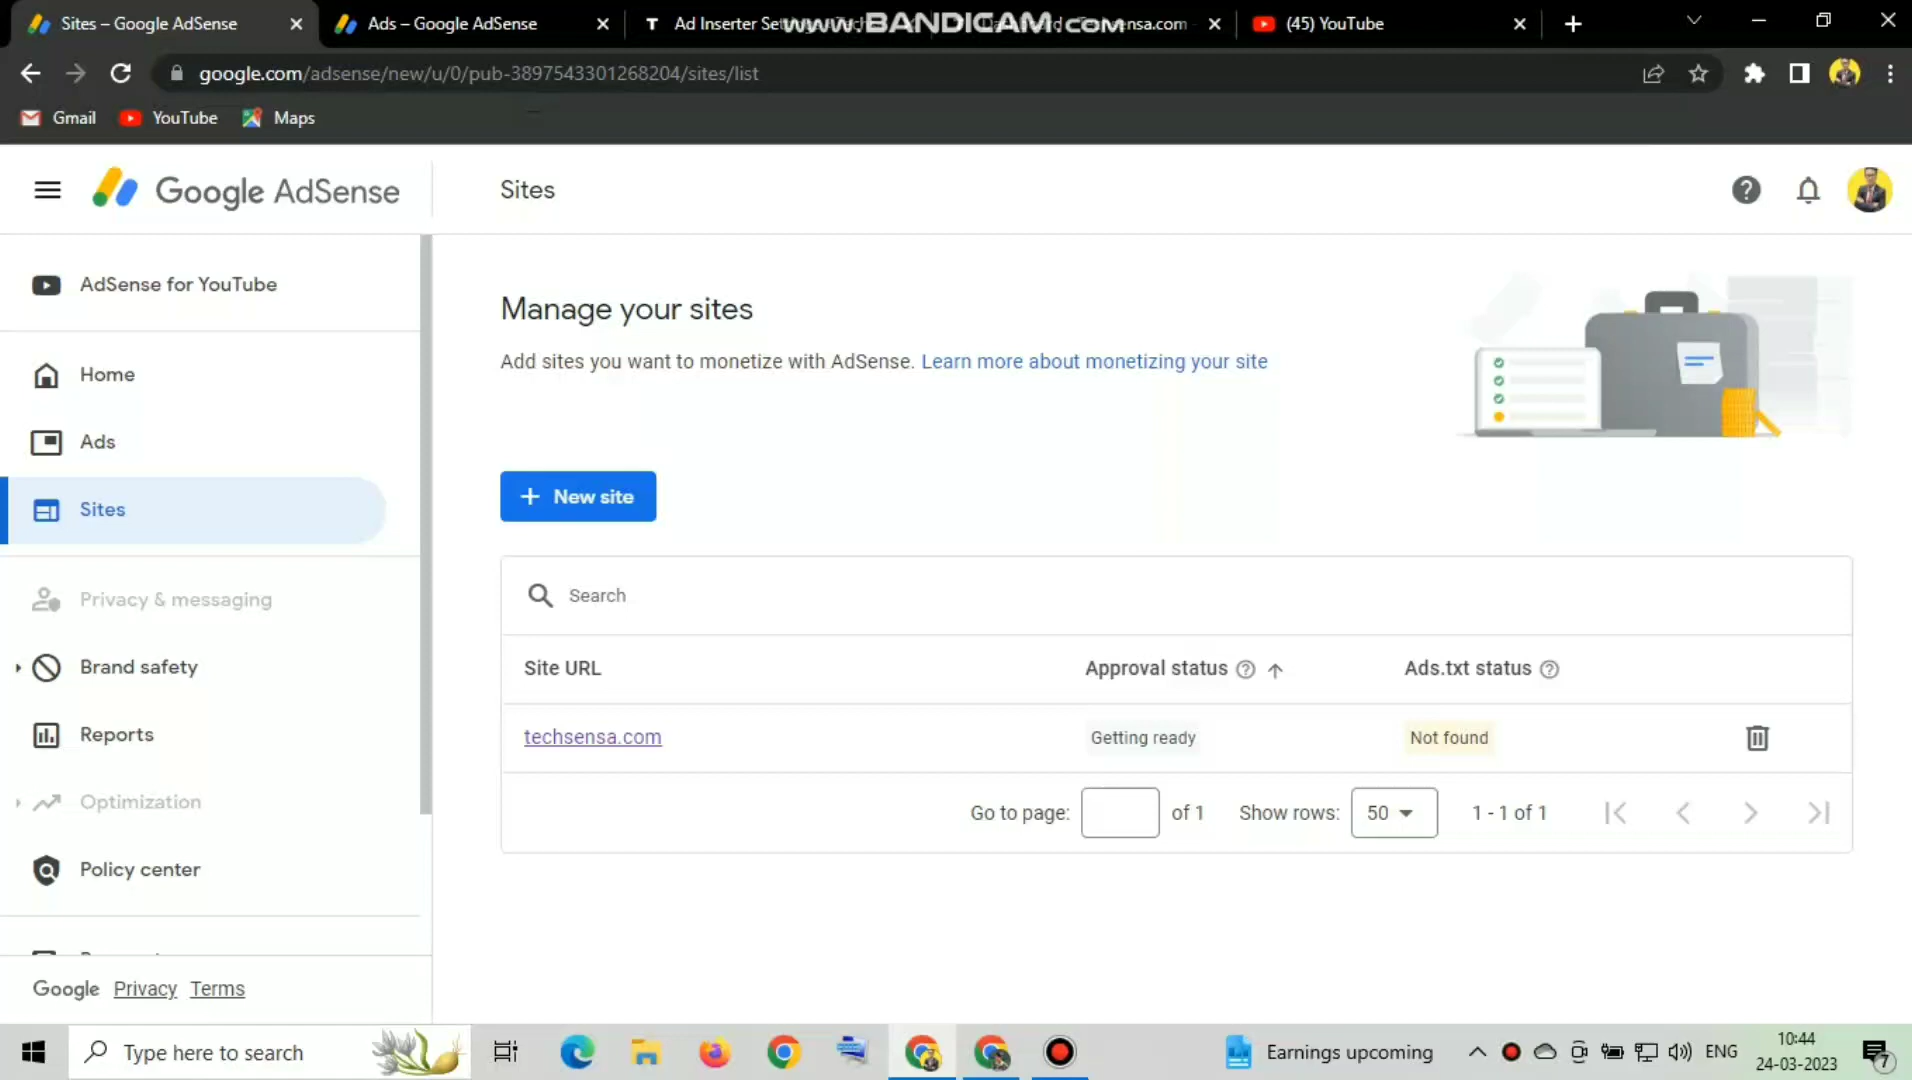 Sites – Google AdSense
Ads – Google AdSense
Ad Inserter Settings
www.BANDICAM.com
(45) YouTube
google.com/adsense/new/u/0/pub-3897543301268204/sites/list
Gmail
YouTube
Maps
Google AdSense
Sites
AdSense for YouTube
Home
Ads
Sites
Privacy & messaging
Brand safety
Reports
Optimization
Policy center
Google Privacy Terms
Manage your sites
Add sites you want to monetize with AdSense. Learn more about monetizing your site
+ New site
Search
Site URL
Approval status
Ads.txt status
techsensa.com
Getting ready
Not found
Go to page:
of 1
Show rows:
50
1 - 1 of 1
Type here to search
Earnings upcoming
ENG
10:44
24-03-2023
7